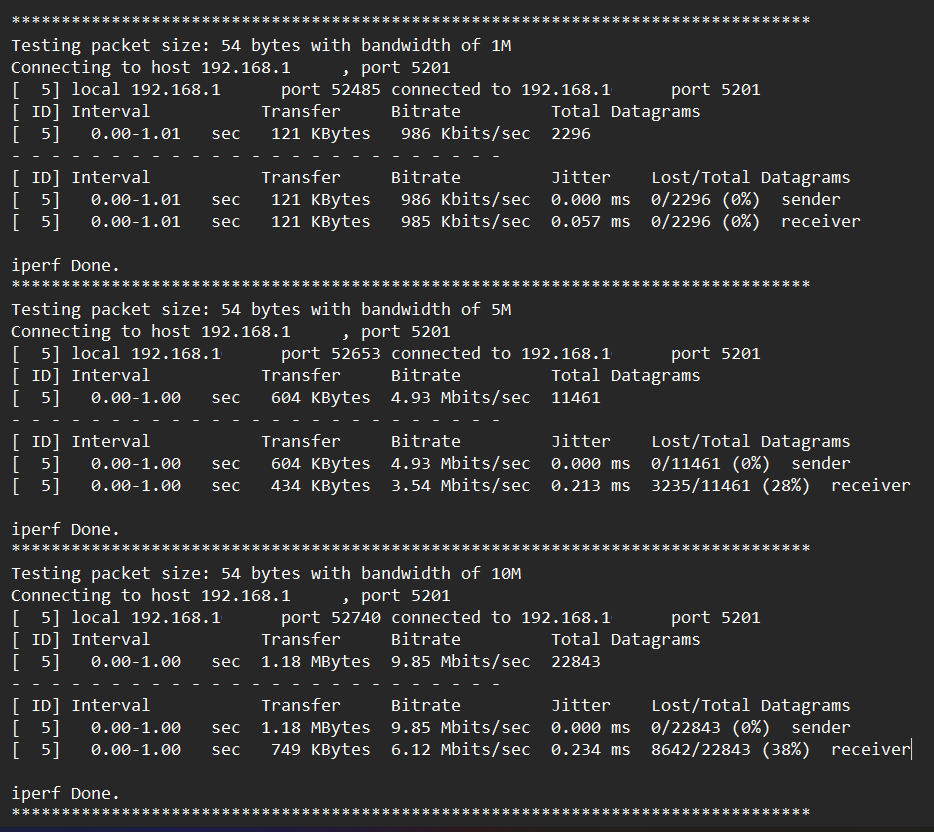 ********************************************************************************
Testing packet size: 54 bytes with bandwidth of 1M
Connecting to host 192.168.1     , port 5201
[  5] local 192.168.1      port 52485 connected to 192.168.1      port 5201
[ ID] Interval           Transfer     Bitrate         Total Datagrams
[  5]   0.00-1.01   sec   121 KBytes   986 Kbits/sec  2296
- - - - - - - - - - - - - - - - - - - - - - - - -
[ ID] Interval           Transfer     Bitrate         Jitter    Lost/Total Datagrams
[  5]   0.00-1.01   sec   121 KBytes   986 Kbits/sec  0.000 ms  0/2296 (0%)  sender
[  5]   0.00-1.01   sec   121 KBytes   985 Kbits/sec  0.057 ms  0/2296 (0%)  receiver
iperf Done.
********************************************************************************
Testing packet size: 54 bytes with bandwidth of 5M
Connecting to host 192.168.1     , port 5201
[  5] local 192.168.1      port 52653 connected to 192.168.1      port 5201
[ ID] Interval           Transfer     Bitrate         Total Datagrams
[  5]   0.00-1.00   sec   604 KBytes  4.93 Mbits/sec  11461
- - - - - - - - - - - - - - - - - - - - - - - - -
[ ID] Interval           Transfer     Bitrate         Jitter    Lost/Total Datagrams
[  5]   0.00-1.00   sec   604 KBytes  4.93 Mbits/sec  0.000 ms  0/11461 (0%)  sender
[  5]   0.00-1.00   sec   434 KBytes  3.54 Mbits/sec  0.213 ms  3235/11461 (28%)  receiver
iperf Done.
********************************************************************************
Testing packet size: 54 bytes with bandwidth of 10M
Connecting to host 192.168.1     , port 5201
[  5] local 192.168.1      port 52740 connected to 192.168.1      port 5201
[ ID] Interval           Transfer     Bitrate         Total Datagrams
[  5]   0.00-1.00   sec  1.18 MBytes  9.85 Mbits/sec  22843
- - - - - - - - - - - - - - - - - - - - - - - - -
[ ID] Interval           Transfer     Bitrate         Jitter    Lost/Total Datagrams
[  5]   0.00-1.00   sec  1.18 MBytes  9.85 Mbits/sec  0.000 ms  0/22843 (0%)  sender
[  5]   0.00-1.00   sec   749 KBytes  6.12 Mbits/sec  0.234 ms  8642/22843 (38%)  receiver
iperf Done.
********************************************************************************